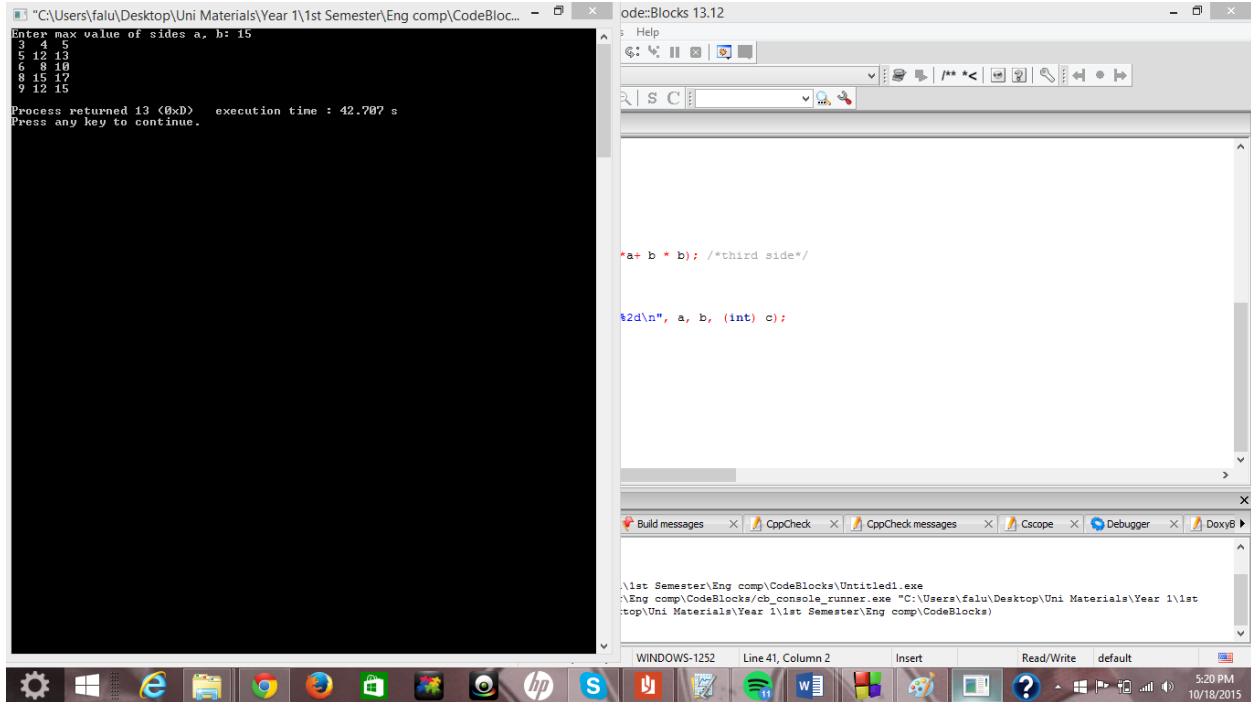 "C:\Users\falu\Desktop\Uni Materials\Year 1\1st Semester\Eng comp\CodeBloc...
Enter max value of sides a, b: 15
3 4 5
5 12 13
6 8 10
8 15 17
9 12 15
Process returned 13 (0xD) execution time : 42.707 s
Press any key to continue.
ode::Blocks 13.12
s Help
/** *<
S C
*a+ b * b); /*third side*/
%2d\n", a, b, (int) c);
Build messages CppCheck CppCheck messages Cscope Debugger DoxyB
\1st Semester\Eng comp\CodeBlocks\Untitled1.exe
\Eng comp\CodeBlocks/cb_console_runner.exe "C:\Users\falu\Desktop\Uni Materials\Year 1\1st
top\Uni Materials\Year 1\1st Semester\Eng comp\CodeBlocks)
WINDOWS-1252 Line 41, Column 2 Insert Read/Write default
hp
S
11
W
5:20 PM
10/18/2015